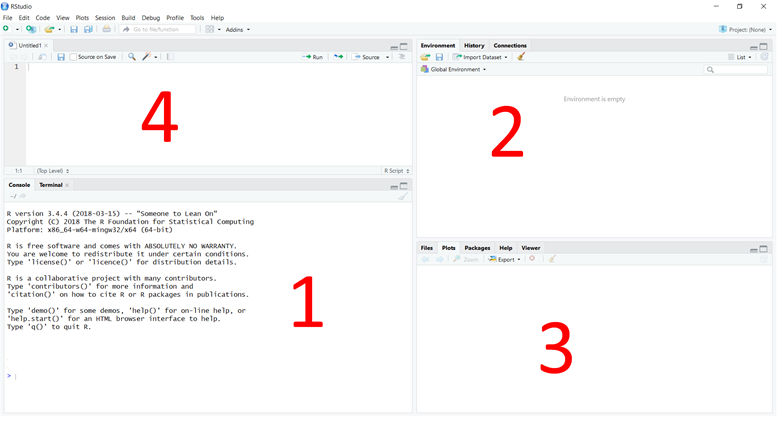 RStudio
File Edit Code View Plots Session Build Debug Profile Tools Help
Go to file/function Addins Project: (None)
Untitled1
Source on Save Run Source
1
4
1:1 (Top Level) R Script
Console Terminal
~/
R version 3.4.4 (2018-03-15) -- "Someone to Lean On"
Copyright (C) 2018 The R Foundation for Statistical Computing
Platform: x86_64-w64-mingw32/x64 (64-bit)
R is free software and comes with ABSOLUTELY NO WARRANTY.
You are welcome to redistribute it under certain conditions.
Type 'license()' or 'licence()' for distribution details.
R is a collaborative project with many contributors.
Type 'contributors()' for more information and
'citation()' on how to cite R or R packages in publications.
Type 'demo()' for some demos, 'help()' for on-line help, or
'help.start()' for an HTML browser interface to help.
Type 'q()' to quit R.
>
1
Environment History Connections
Import Dataset List
Global Environment
Environment is empty
2
Files Plots Packages Help Viewer
Zoom Export
3